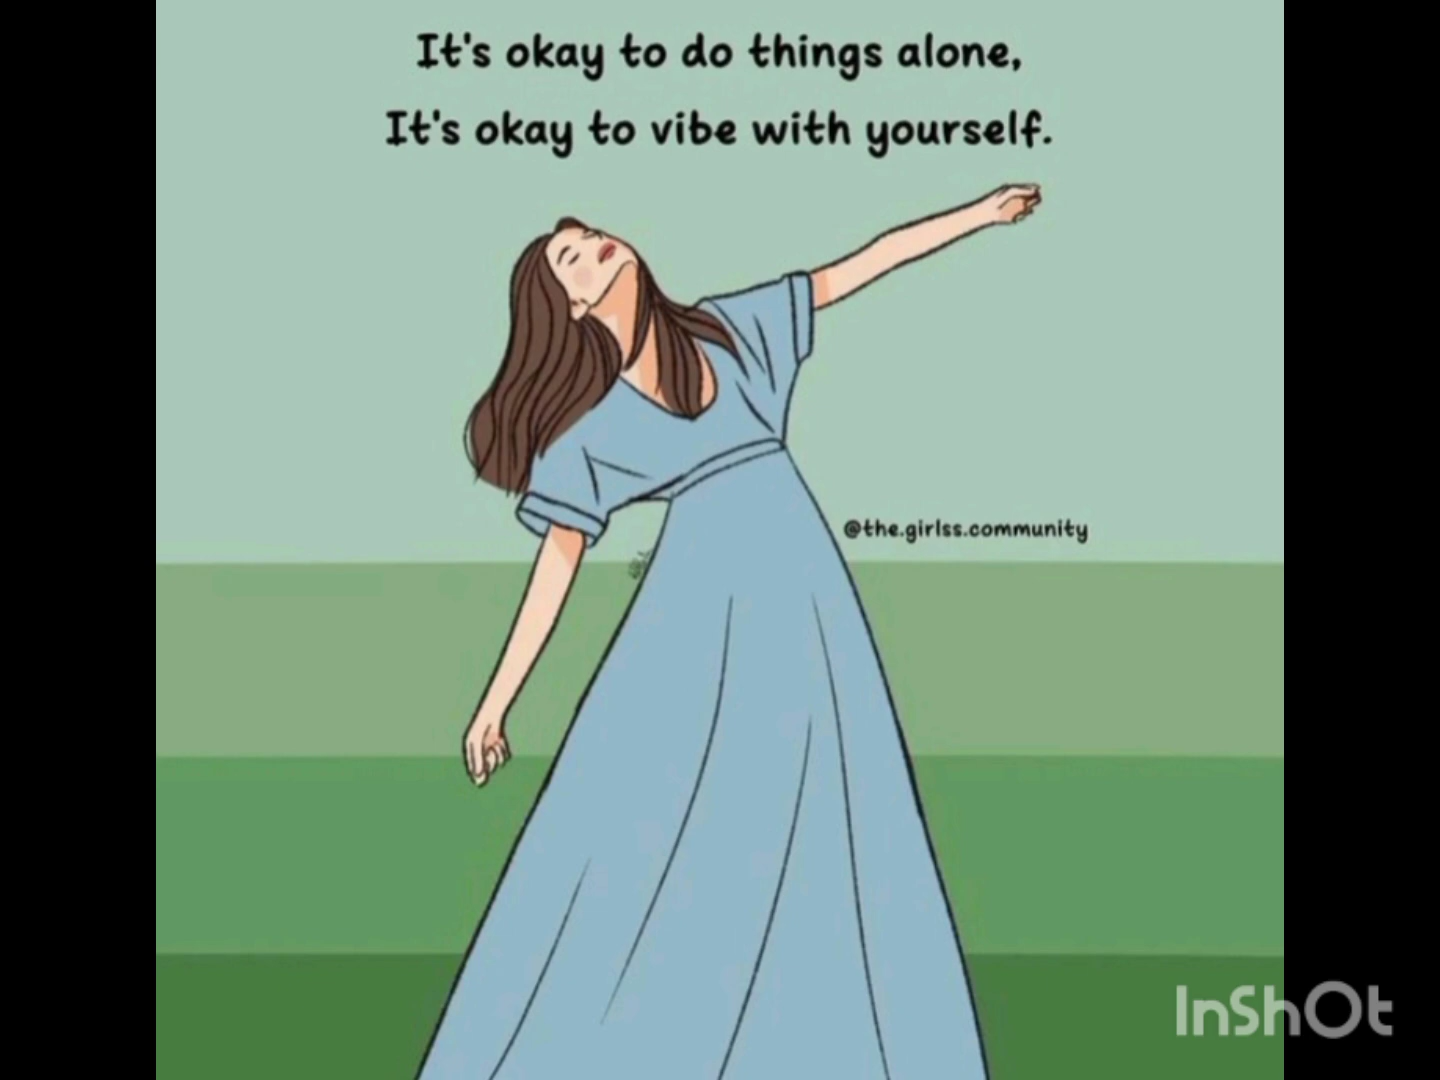 It's okay to do things alone,
It's okay to vibe with yourself.
@the.girlss.community
InShOt